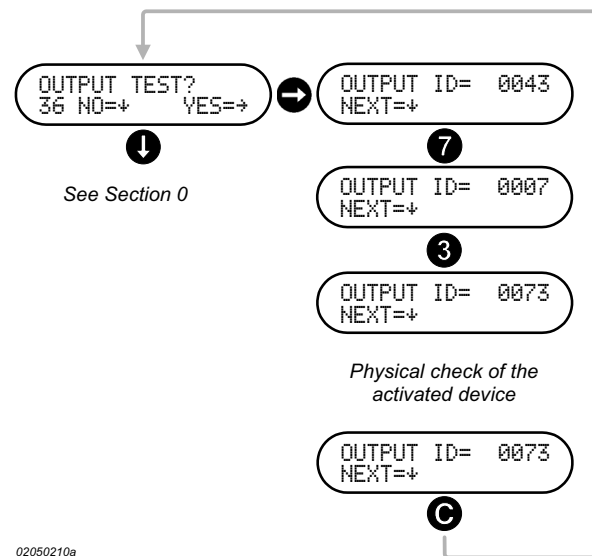 OUTPUT TEST?
36 NO=↓ YES=→
See Section 0
OUTPUT ID= 0043
NEXT=↓
7
OUTPUT ID= 0007
NEXT=↓
3
OUTPUT ID= 0073
NEXT=↓
Physical check of the
activated device
OUTPUT ID= 0073
NEXT=↓
C
02050210a